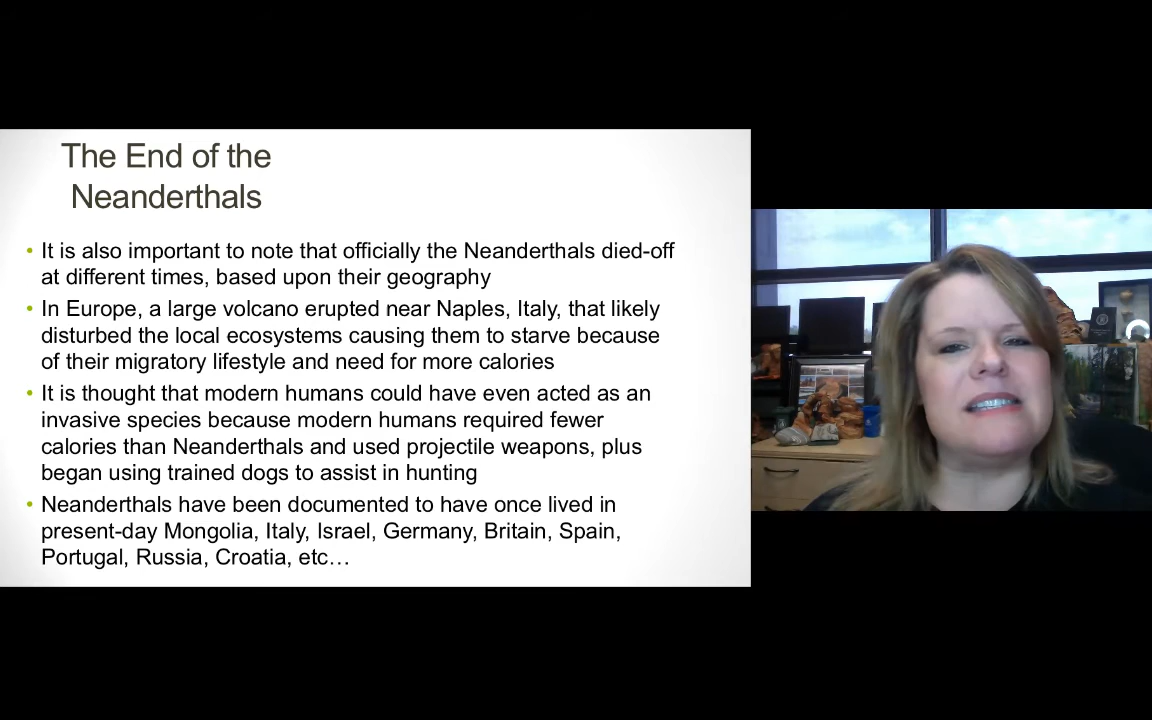 The End of the
Neanderthals
• It is also important to note that officially the Neanderthals died-off
at different times, based upon their geography
• In Europe, a large volcano erupted near Naples, Italy, that likely
disturbed the local ecosystems causing them to starve because
of their migratory lifestyle and need for more calories
• It is thought that modern humans could have even acted as an
invasive species because modern humans required fewer
calories than Neanderthals and used projectile weapons, plus
began using trained dogs to assist in hunting
• Neanderthals have been documented to have once lived in
present-day Mongolia, Italy, Israel, Germany, Britain, Spain,
Portugal, Russia, Croatia, etc…